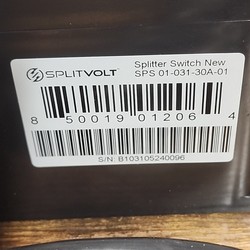 SPLITVOLT
Splitter Switch New
SPS 01-031-30A-01
8 50019 01206 4
S/N: B103105240096